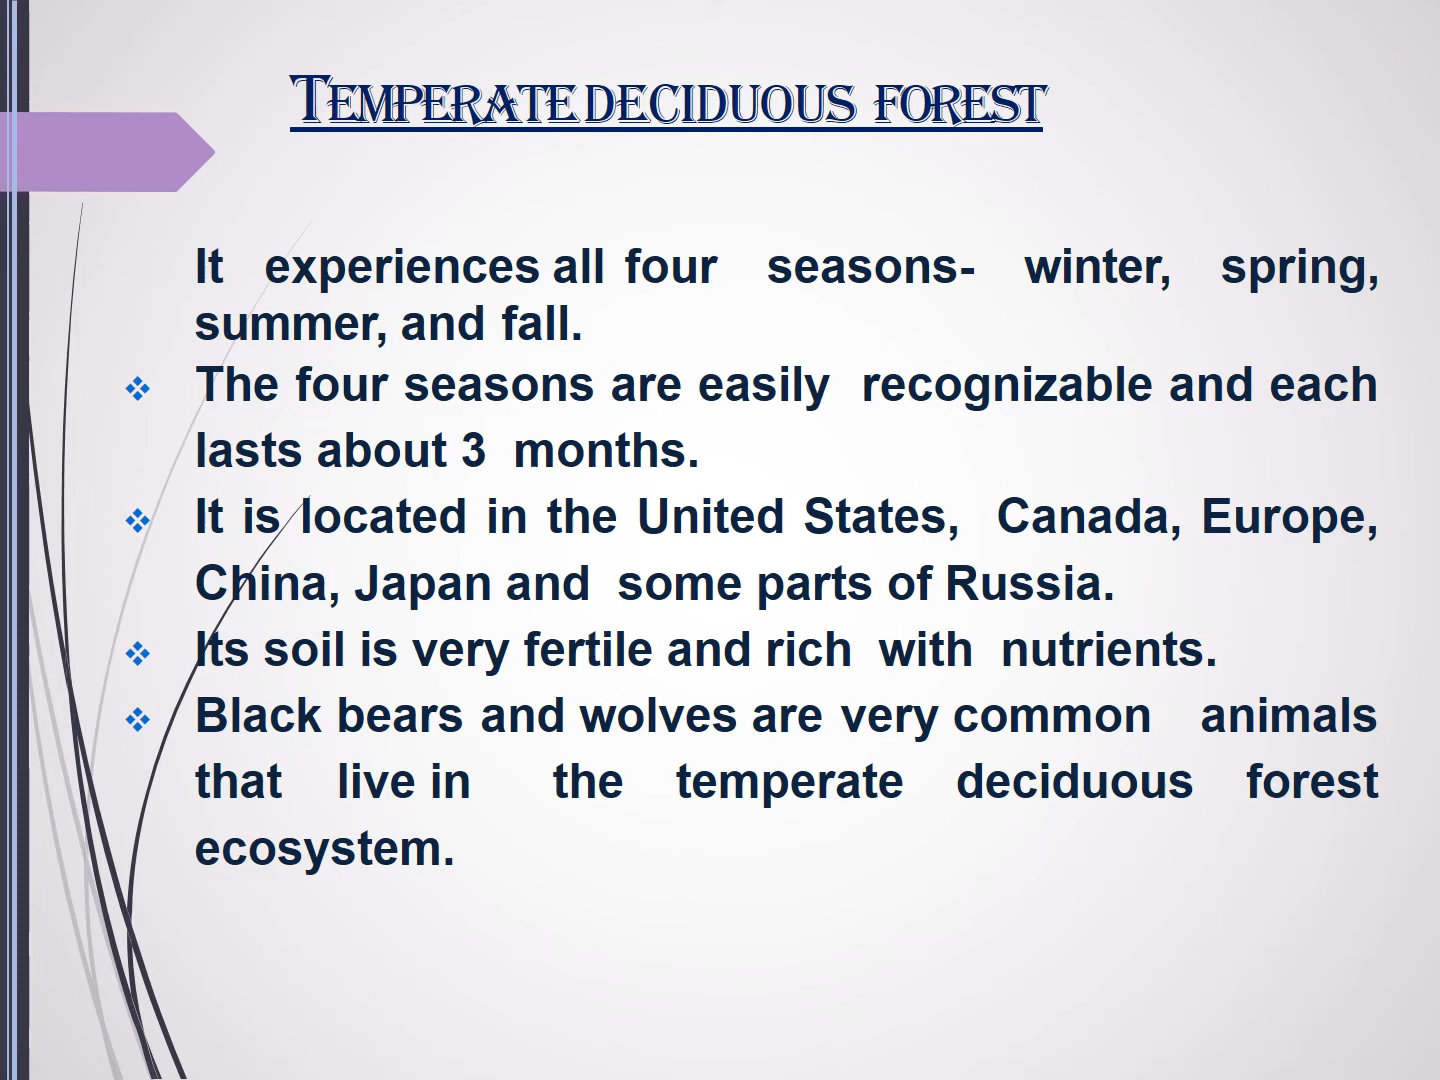 Temperate deciduous forest
It experiences all four seasons- winter, spring,
summer, and fall.
❖ The four seasons are easily recognizable and each
lasts about 3 months.
❖ It is located in the United States, Canada, Europe,
China, Japan and some parts of Russia.
❖ Its soil is very fertile and rich with nutrients.
❖ Black bears and wolves are very common animals
that live in the temperate deciduous forest
ecosystem.